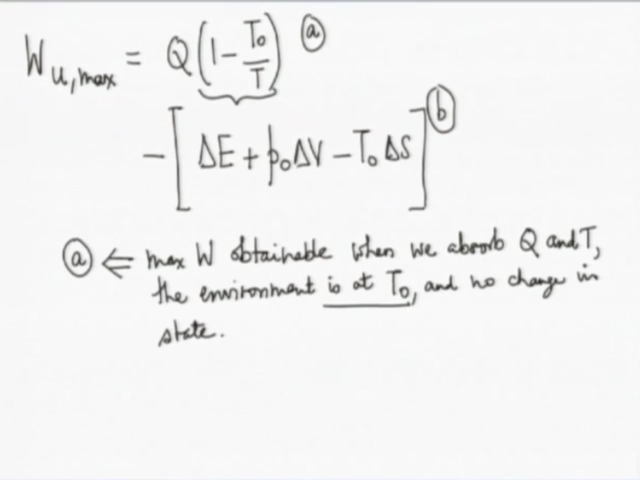 W u,max = Q(1 - T₀/T) ⓐ
- [ΔE + p₀ΔV - T₀ΔS] ⓑ
ⓐ ⇐ max W obtainable when we absorb Q and T,
the environment is at T₀, and no change in
state.